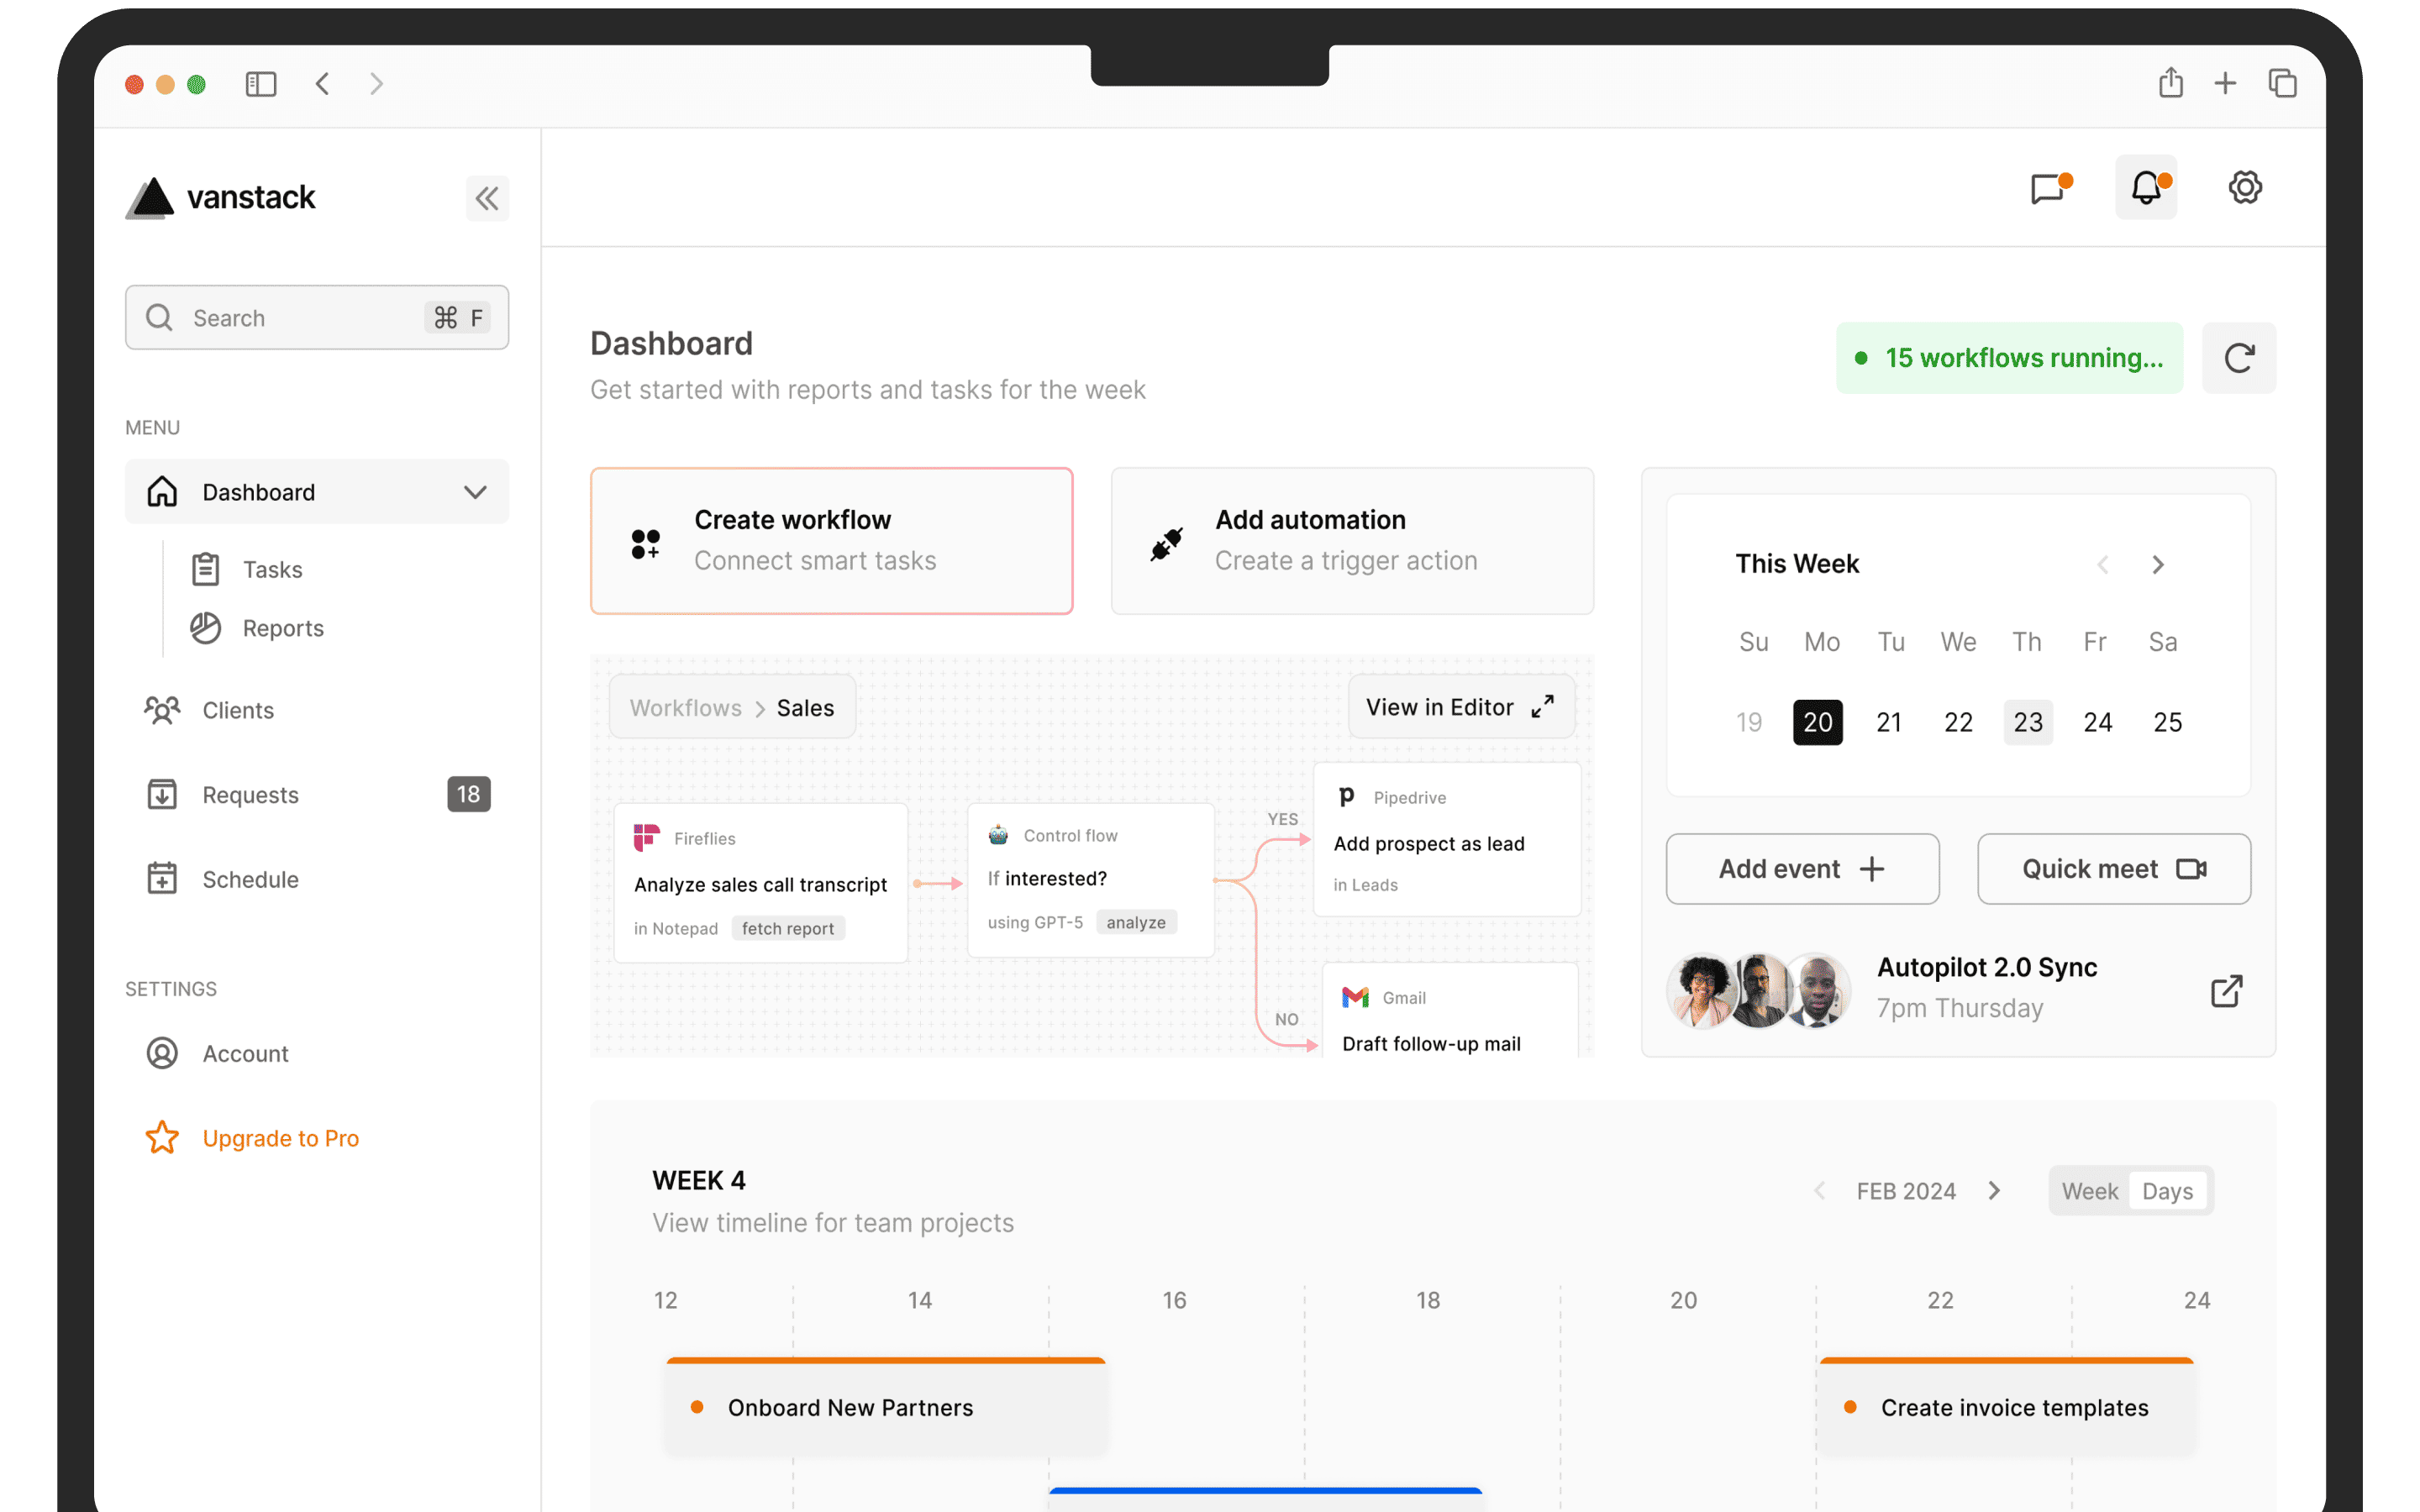 vanstack
Search
⌘ F
MENU
Dashboard
Tasks
Reports
Clients
Requests
18
Schedule
SETTINGS
Account
Upgrade to Pro
Dashboard
Get started with reports and tasks for the week
15 workflows running...
Create workflow
Connect smart tasks
Add automation
Create a trigger action
Workflows > Sales
View in Editor
Fireflies
Analyze sales call transcript
in Notepad fetch report
Control flow
If interested?
using GPT-5 analyze
YES
Pipedrive
Add prospect as lead
in Leads
NO
Gmail
Draft follow-up mail
This Week
Su Mo Tu We Th Fr Sa
19 20 21 22 23 24 25
Add event +
Quick meet
Autopilot 2.0 Sync
7pm Thursday
WEEK 4
View timeline for team projects
FEB 2024
Week Days
12 14 16 18 20 22 24
Onboard New Partners
Create invoice templates